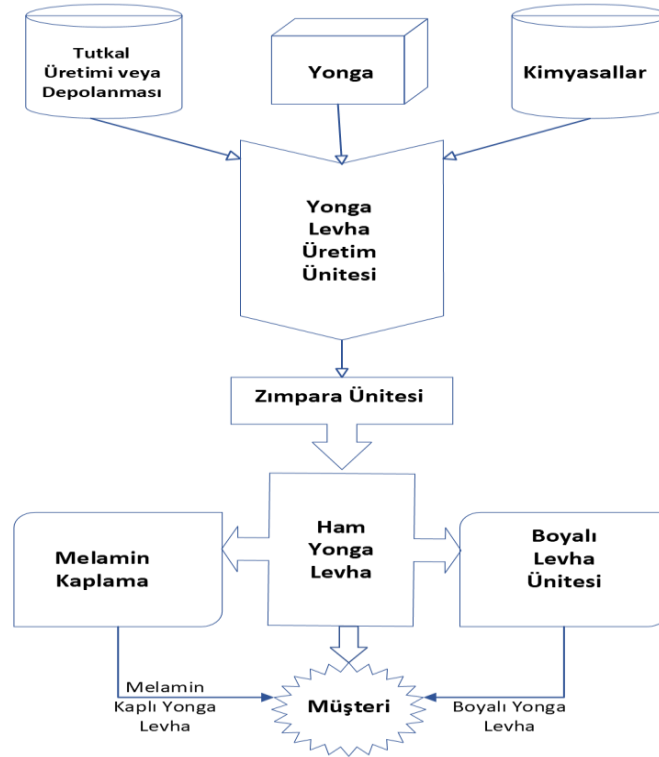 Tutkal
Üretimi veya
Depolanması
Yonga
Kimyasallar
Yonga
Levha
Üretim
Ünitesi
Zımpara Ünitesi
Melamin
Kaplama
Ham
Yonga
Levha
Boyalı
Levha
Ünitesi
Melamin
Kaplı Yonga
Levha
Müşteri
Boyalı Yonga
Levha